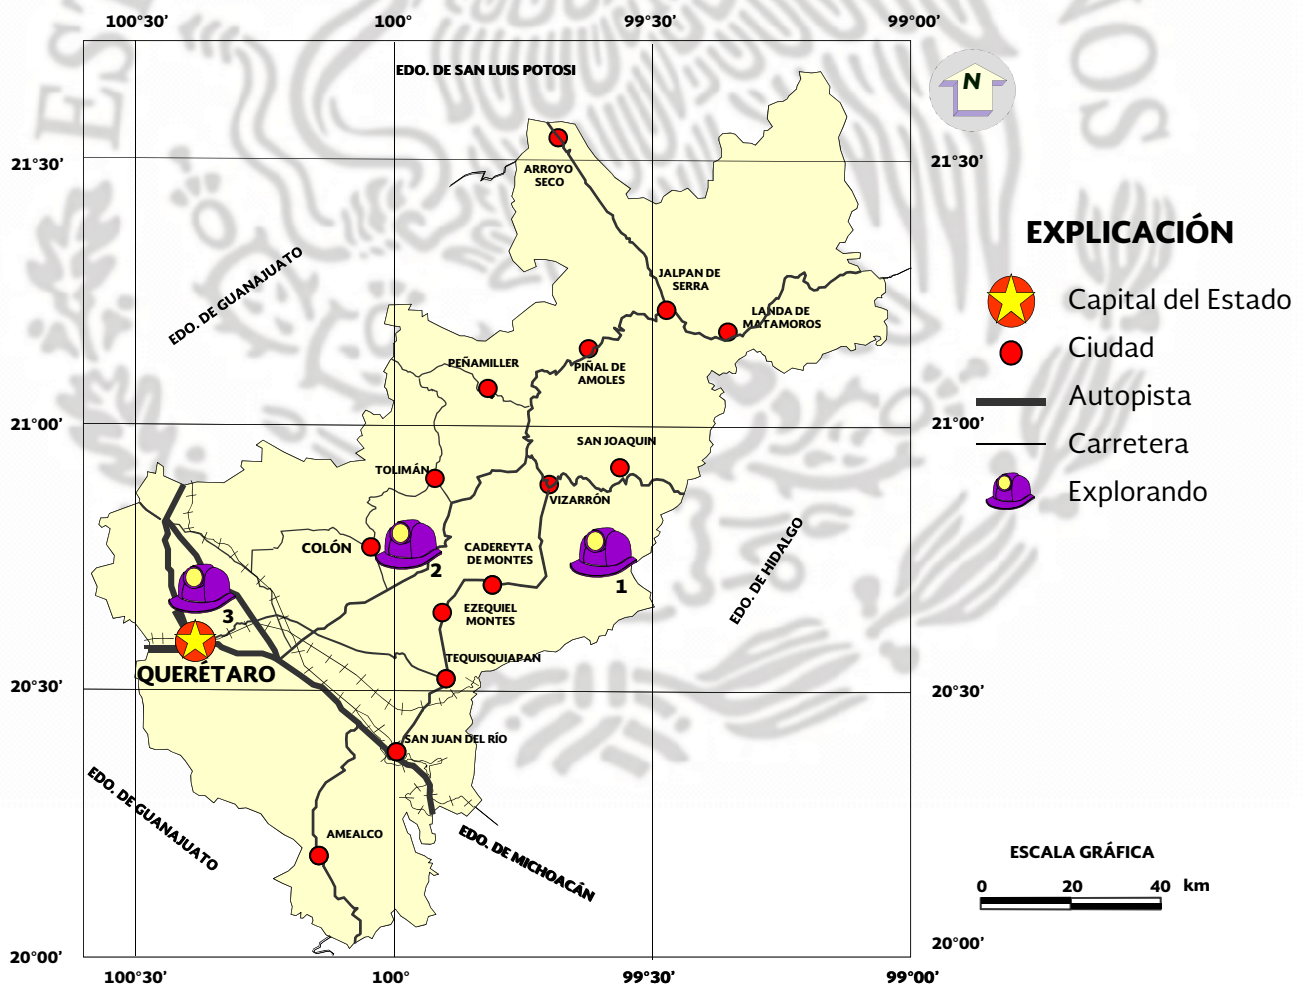 100°30’
100°
99°30’
99°00’
EDO. DE SAN LUIS POTOSI
N
ES
NOS
21°30’
21°30’
ARROYO
SECO
EDO. DE GUANAJUATO
EXPLICACIÓN
Capital del Estado
Ciudad
Autopista
Carretera
Explorando
JALPAN DE
SERRA
LANDA DE
MATAMOROS
PEÑAMILLER
PIÑAL DE
AMOLES
21°00’
21°00’
SAN JOAQUIN
TOLIMÁN
VIZARRÓN
COLÓN
2
CADEREYTA
DE MONTES
1
EDO. DE HIDALGO
3
EZEQUIEL
MONTES
TEQUISQUIAPAN
QUERÉTARO
20°30’
20°30’
SAN JUAN DEL RÍO
EDO. DE GUANAJUATO
AMEALCO
EDO. DE MICHOACÁN
ESCALA GRÁFICA
0 20 40 km
20°00’
20°00’
100°30’
100°
99°30’
99°00’